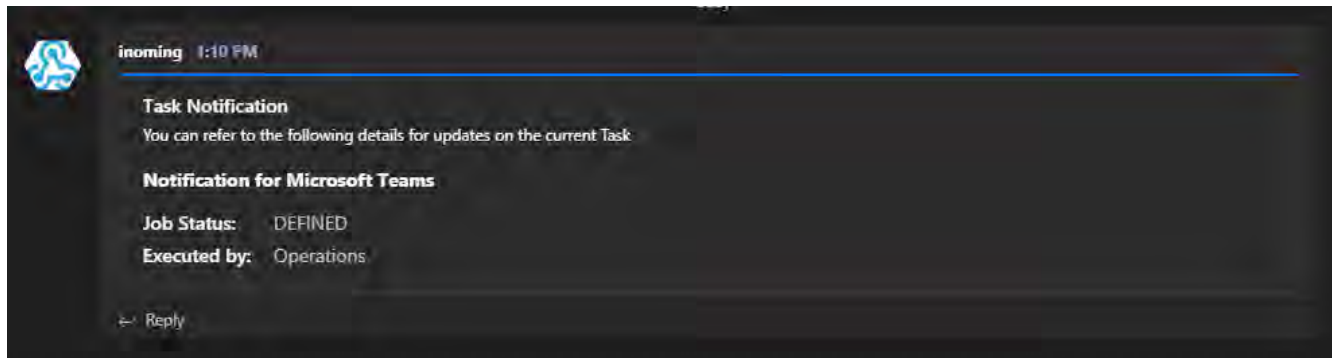 inoming 1:10 PM
Task Notification
You can refer to the following details for updates on the current Task
Notification for Microsoft Teams
Job Status: DEFINED
Executed by: Operations
Reply